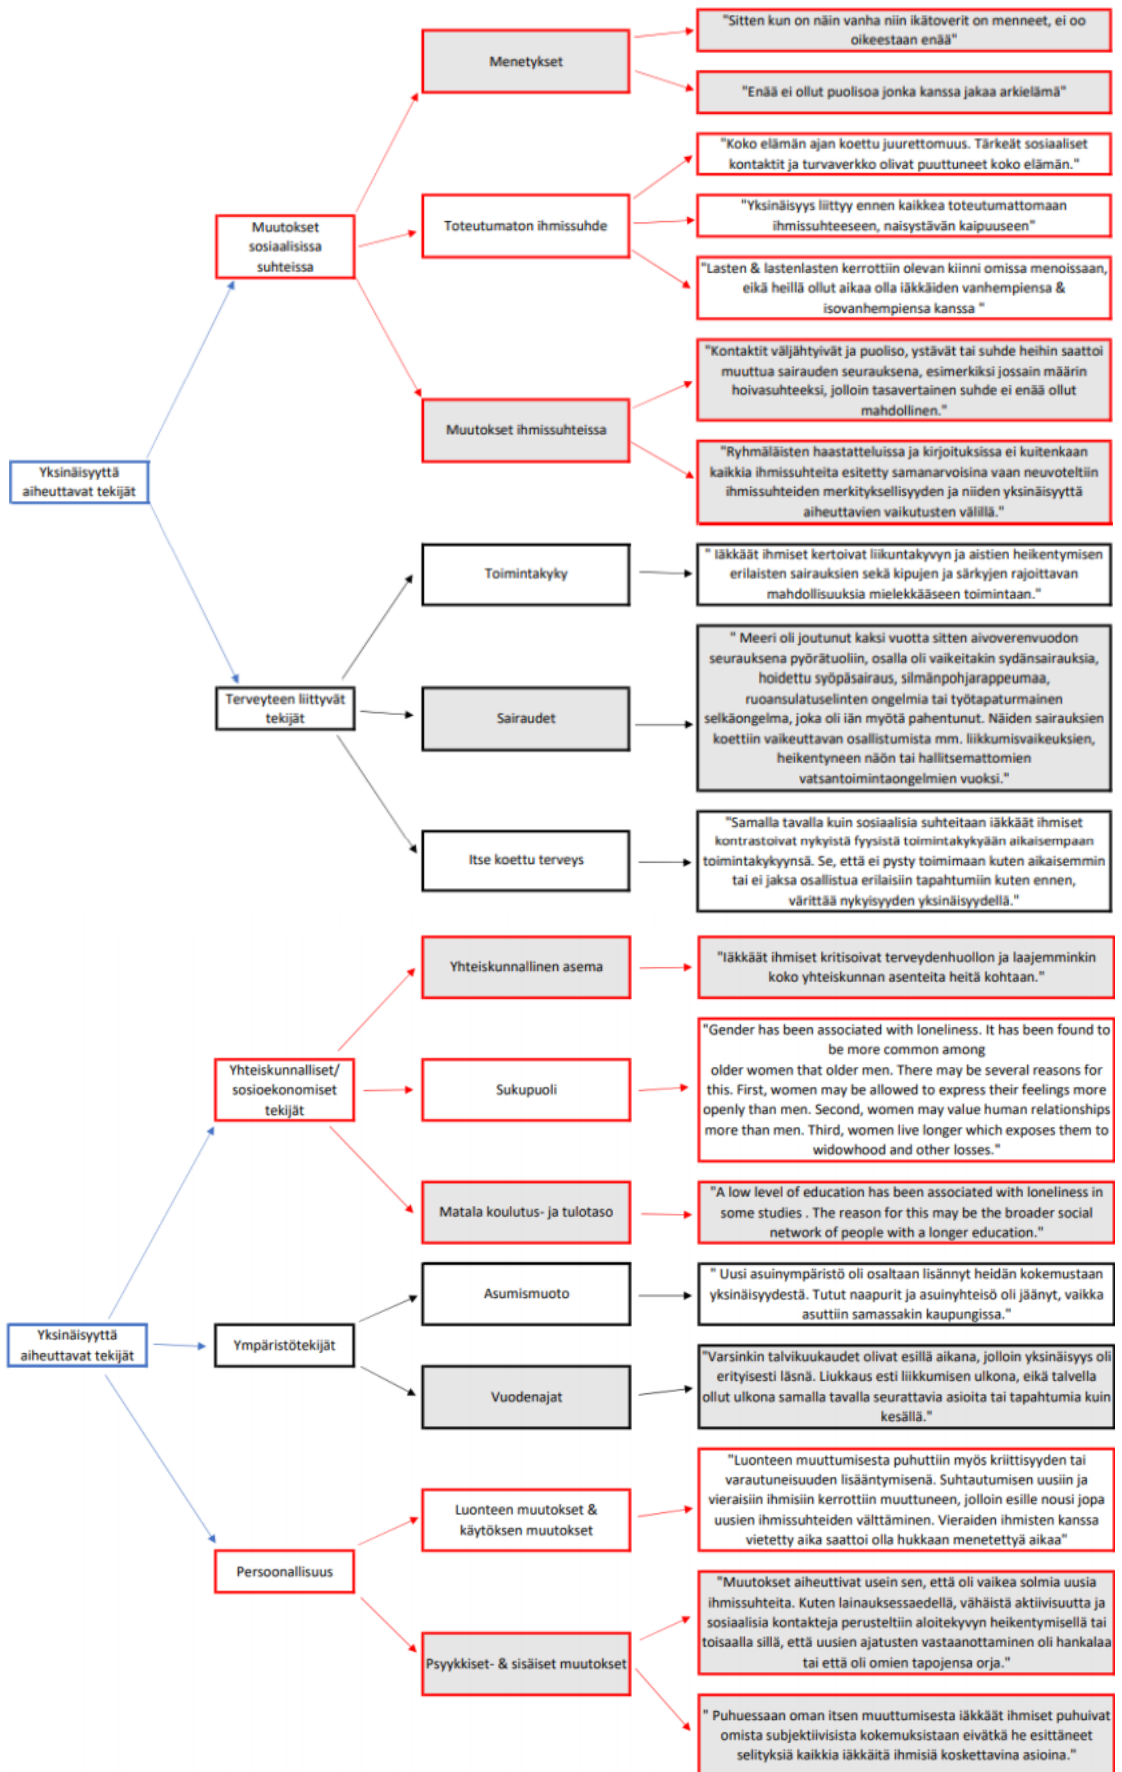 "Sitten kun on näin vanha niin ikätoverit on menneet, ei oo
oikeestaan enää"
Menetykset
"Enää ei ollut puolisoa jonka kanssa jakaa arkielämä"
"Koko elämän ajan koettu juurettomuus. Tärkeät sosiaaliset
kontaktit ja turvaverkko olivat puuttuneet koko elämän."
Muutokset
sosiaalisissa
suhteissa
Toteutumaton ihmissuhde
"Yksinäisyys liittyy ennen kaikkea toteutumattomaan
ihmissuhteeseen, naisystävän kaipuuseen"
"Lasten & lastenlasten kerrottiin olevan kiinni omissa menoissaan,
eikä heillä ollut aikaa olla iäkkäiden vanhempiensa &
isovanhempiensa kanssa "
"Kontaktit väljähtyivät ja puoliso, ystävät tai suhde heihin saattoi
muuttua sairauden seurauksena, esimerkiksi jossain määrin
hoivasuhteeksi, jolloin tasavertainen suhde ei enää ollut
mahdollinen."
Muutokset ihmissuhteissa
"Ryhmäläisten haastatteluissa ja kirjoituksissa ei kuitenkaan
kaikkia ihmissuhteita esitetty samanarvoisina vaan neuvoteltiin
ihmissuhteiden merkityksellisyyden ja niiden yksinäisyyttä
aiheuttavien vaikutusten välillä."
Yksinäisyyttä
aiheuttavat tekijät
Toimintakyky
" Iäkkäät ihmiset kertoivat liikuntakyvyn ja aistien heikentymisen
erilaisten sairauksien sekä kipujen ja särkyjen rajoittavan
mahdollisuuksia mielekkääseen toimintaan."
Terveyteen liittyvät
tekijät
Sairaudet
" Meeri oli joutunut kaksi vuotta sitten aivoverenvuodon
seurauksena pyörätuoliin, osalla oli vaikeitakin sydänsairauksia,
hoidettu syöpäsairaus, silmänpohjarappeumaa,
ruoansulatuselinten ongelmia tai työtapaturmainen
selkäongelma, joka oli iän myötä pahentunut. Näiden sairauksien
koettiin vaikeuttavan osallistumista mm. liikkumisvaikeuksien,
heikentyneen näön tai hallitsemattomien
vatsantoimintaongelmien vuoksi."
Itse koettu terveys
"Samalla tavalla kuin sosiaalisia suhteitaan iäkkäät ihmiset
kontrastoivat nykyistä fyysistä toimintakykyään aikaisempaan
toimintakykyynsä. Se, että ei pysty toimimaan kuten aikaisemmin
tai ei jaksa osallistua erilaisiin tapahtumiin kuten ennen,
värittää nykyisyyden yksinäisyydellä."
Yhteiskunnallinen asema
"Iäkkäät ihmiset kritisoivat terveydenhuollon ja laajemminkin
koko yhteiskunnan asenteita heitä kohtaan."
Yhteiskunnalliset/
sosioekonomiset
tekijät
Sukupuoli
"Gender has been associated with loneliness. It has been found to
be more common among
older women that older men. There may be several reasons for
this. First, women may be allowed to express their feelings more
openly than men. Second, women may value human relationships
more than men. Third, women live longer which exposes them to
widowhood and other losses."
Matala koulutus- ja tulotaso
"A low level of education has been associated with loneliness in
some studies . The reason for this may be the broader social
network of people with a longer education."
Yksinäisyyttä
aiheuttavat tekijät
Ympäristötekijät
Asumismuoto
" Uusi asuinympäristö oli osaltaan lisännyt heidän kokemustaan
yksinäisyydestä. Tutut naapurit ja asuinyhteisö oli jäänyt, vaikka
asuttiin samassakin kaupungissa."
Vuodenajat
"Varsinkin talvikuukaudet olivat esillä aikana, jolloin yksinäisyys oli
erityisesti läsnä. Liukkaus esti liikkumisen ulkona, eikä talvella
ollut ulkona samalla tavalla seurattavia asioita tai tapahtumia kuin
kesällä."
Persoonallisuus
Luonteen muutokset &
käytöksen muutokset
"Luonteen muuttumisesta puhuttiin myös kriittisyyden tai
varautuneisuuden lisääntymisenä. Suhtautumisen uusiin ja
vieraisiin ihmisiin kerrottiin muuttuneen, jolloin esille nousi jopa
uusien ihmissuhteiden välttäminen. Vieraiden ihmisten kanssa
vietetty aika saattoi olla hukkaan menetettyä aikaa"
Psyykkiset- & sisäiset muutokset
"Muutokset aiheuttivat usein sen, että oli vaikea solmia uusia
ihmissuhteita. Kuten lainauksessaedellä, vähäistä aktiivisuutta ja
sosiaalisia kontakteja perusteltiin aloitekyvyn heikentymisellä tai
toisaalla sillä, että uusien ajatusten vastaanottaminen oli hankalaa
tai että oli omien tapojensa orja."
" Puhuessaan oman itsen muuttumisesta iäkkäät ihmiset puhuivat
omista subjektiivisista kokemuksistaan eivätkä he esittäneet
selityksiä kaikkia iäkkäitä ihmisiä koskettavina asioina."